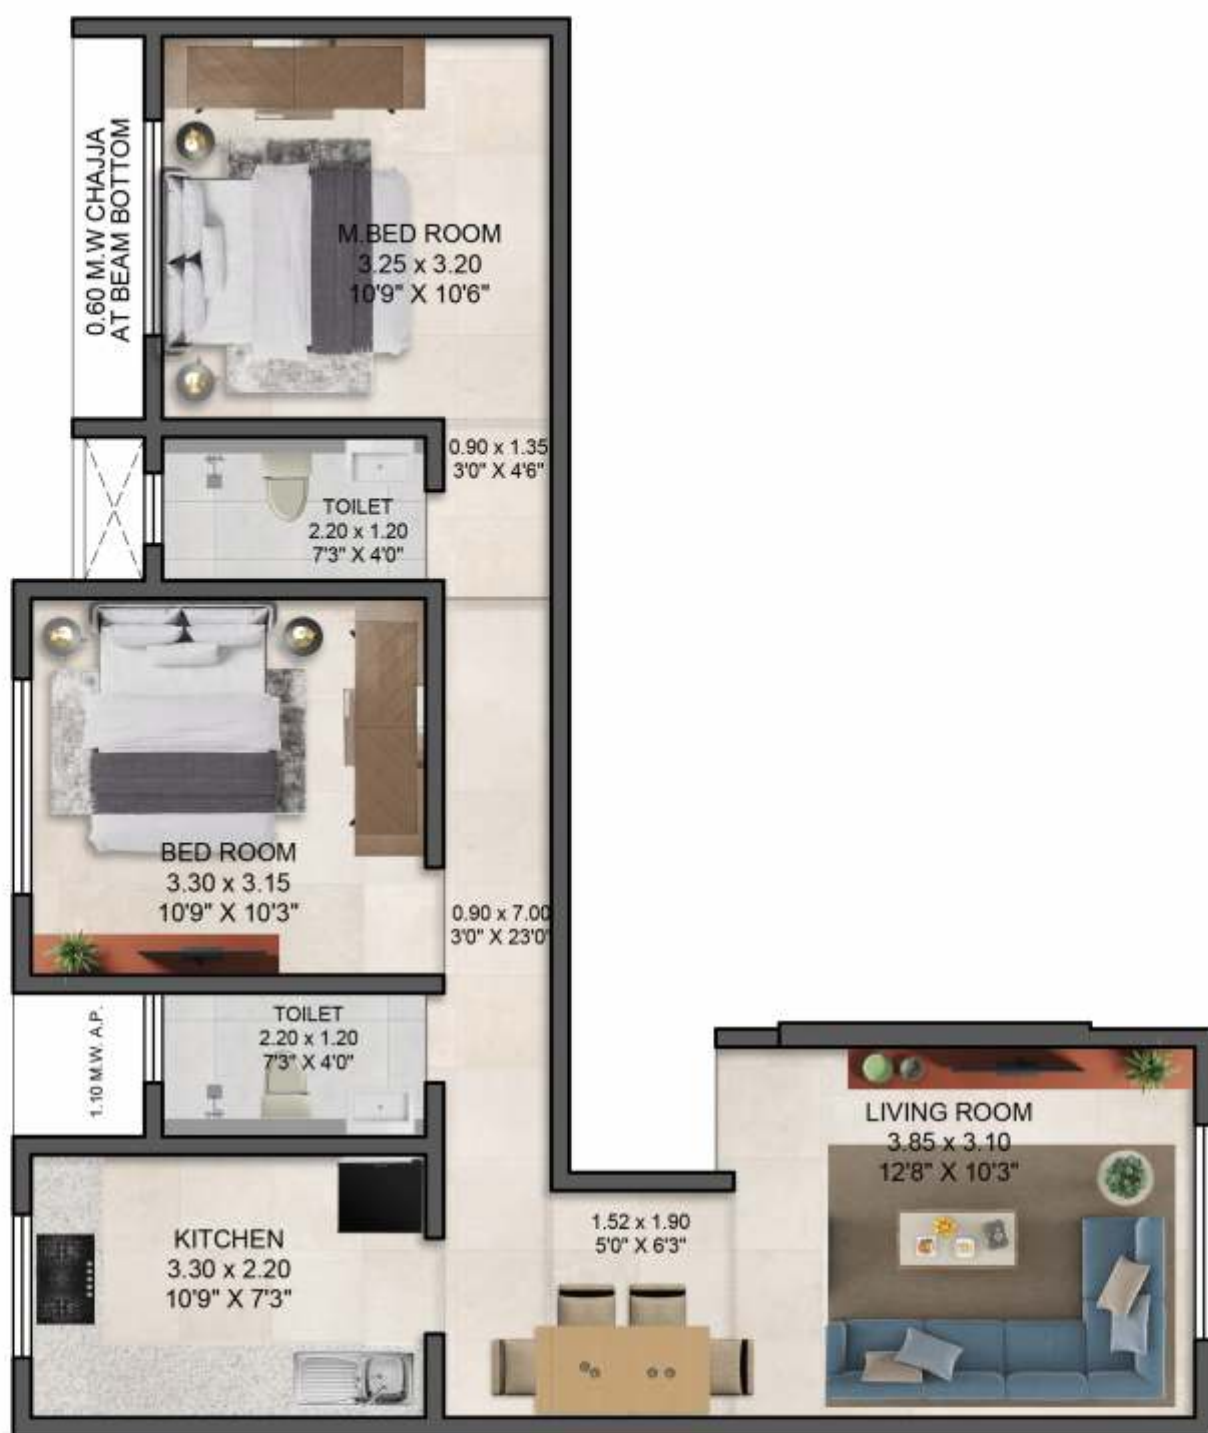 0.60 M.W CHAJJA
AT BEAM BOTTOM
M.BED ROOM
3.25 x 3.20
10'9" X 10'6"
0.90 x 1.35
3'0" X 4'6"
TOILET
2.20 x 1.20
7'3" X 4'0"
BED ROOM
3.30 x 3.15
10'9" X 10'3"
0.90 x 7.00
3'0" X 23'0"
1.10 M.W. A.P.
TOILET
2.20 x 1.20
7'3" X 4'0"
LIVING ROOM
3.85 x 3.10
12'8" X 10'3"
KITCHEN
3.30 x 2.20
10'9" X 7'3"
1.52 x 1.90
5'0" X 6'3"